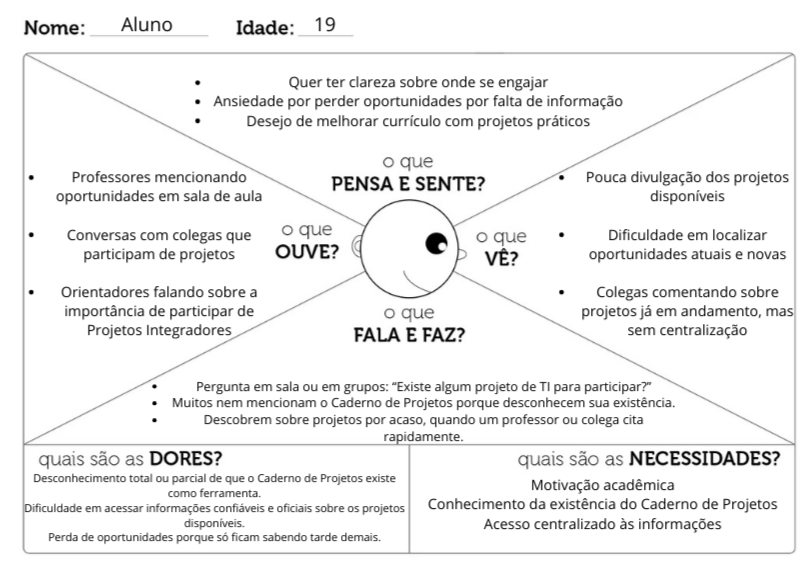 Nome: Aluno Idade: 19
• Quer ter clareza sobre onde se engajar
• Ansiedade por perder oportunidades por falta de informação
• Desejo de melhorar currículo com projetos práticos
o que
PENSA E SENTE?
• Professores mencionando
oportunidades em sala de aula
• Conversas com colegas que
participam de projetos
• Orientadores falando sobre a
importância de participar de
Projetos Integradores
o que
OUVE?
o que
VÊ?
• Pouca divulgação dos projetos
disponíveis
• Dificuldade em localizar
oportunidades atuais e novas
• Colegas comentando sobre
projetos já em andamento, mas
sem centralização
o que
FALA E FAZ?
• Pergunta em sala ou em grupos: “Existe algum projeto de TI para participar?”
• Muitos nem mencionam o Caderno de Projetos porque desconhecem sua existência.
• Descobrem sobre projetos por acaso, quando um professor ou colega cita
rapidamente.
quais são as DORES?
Desconhecimento total ou parcial de que o Caderno de Projetos existe
como ferramenta.
Dificuldade em acessar informações confiáveis e oficiais sobre os projetos
disponíveis.
Perda de oportunidades porque só ficam sabendo tarde demais.
quais são as NECESSIDADES?
Motivação acadêmica
Conhecimento da existência do Caderno de Projetos
Acesso centralizado às informações